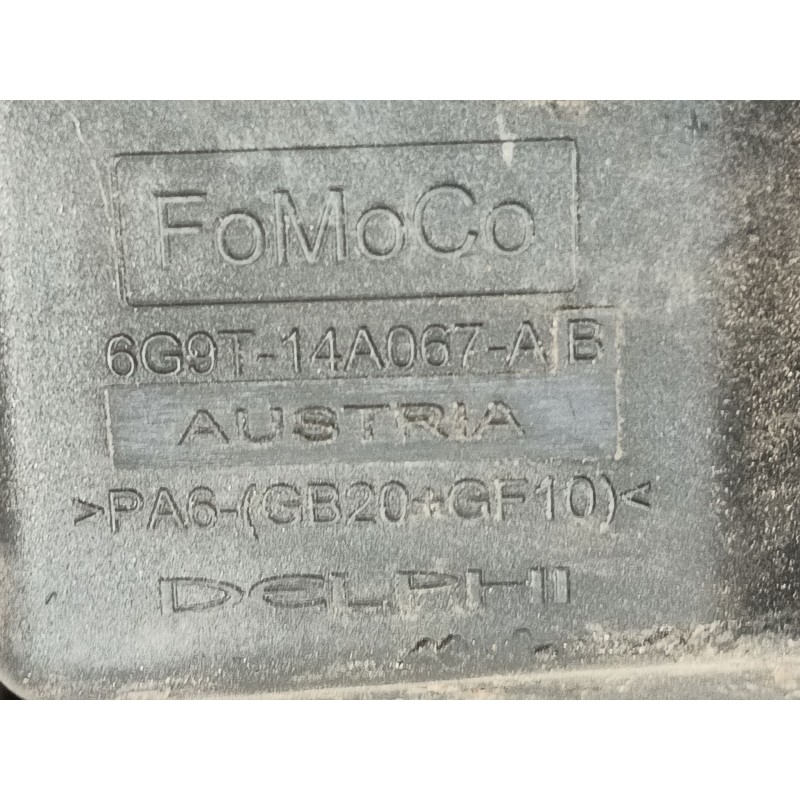 FoMoCo
6G9T-14A067-AB
AUSTRIA
>PA6-(GB20+GF10)<
DELPHI